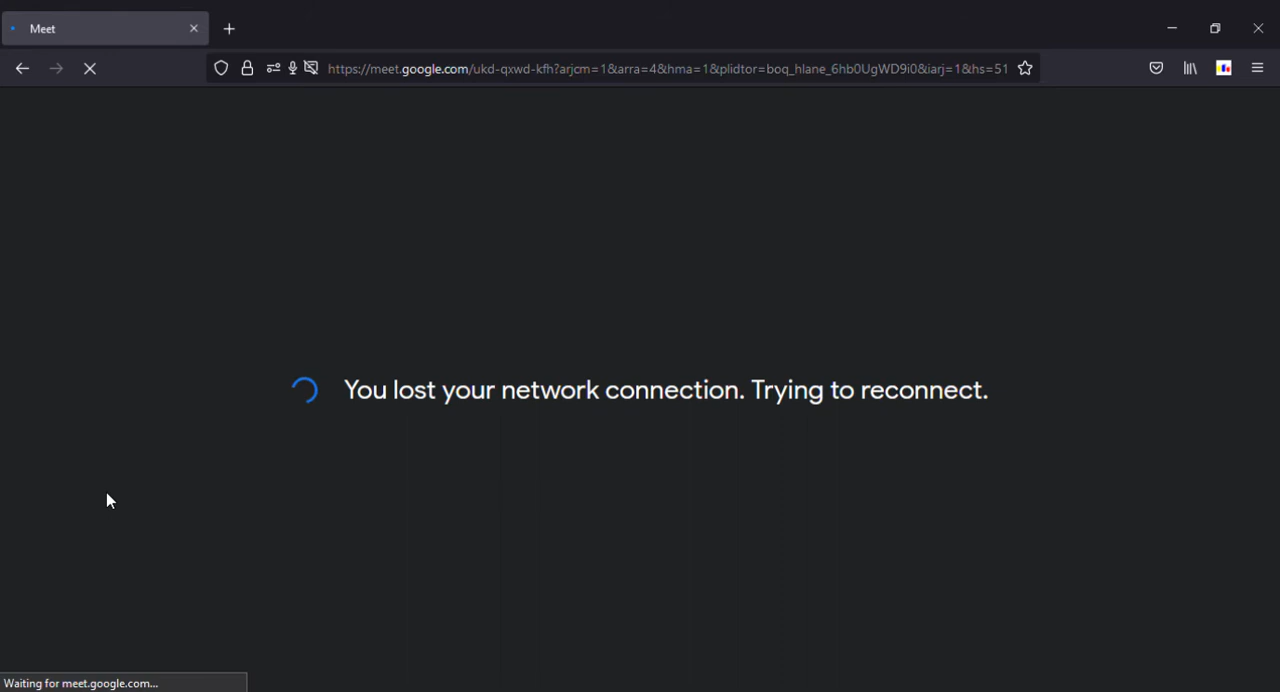 Meet
https://meet.google.com/ukd-qxwd-kfh?arjcm=1&arra=4&hma=1&plidtor=boq_hlane_6hb0UgWD9i0&iarj=1&hs=51
You lost your network connection. Trying to reconnect.
Waiting for meet.google.com...